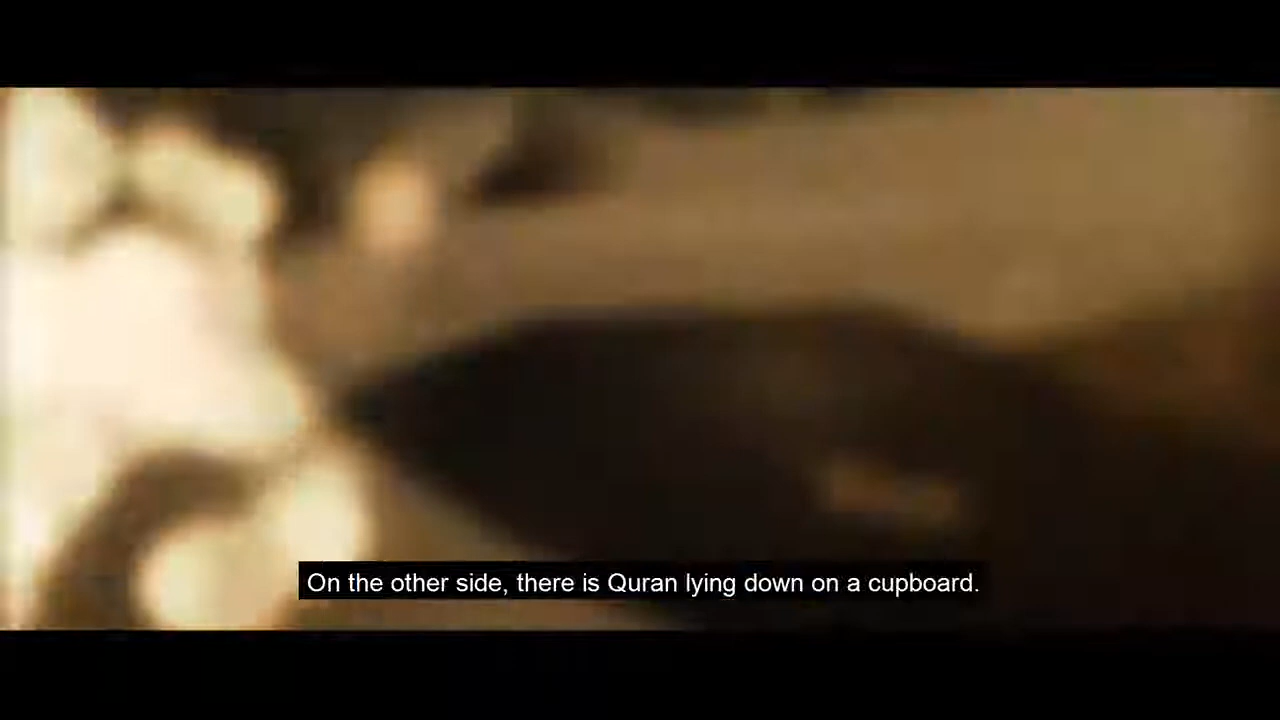 On the other side, there is Quran lying down on a cupboard.